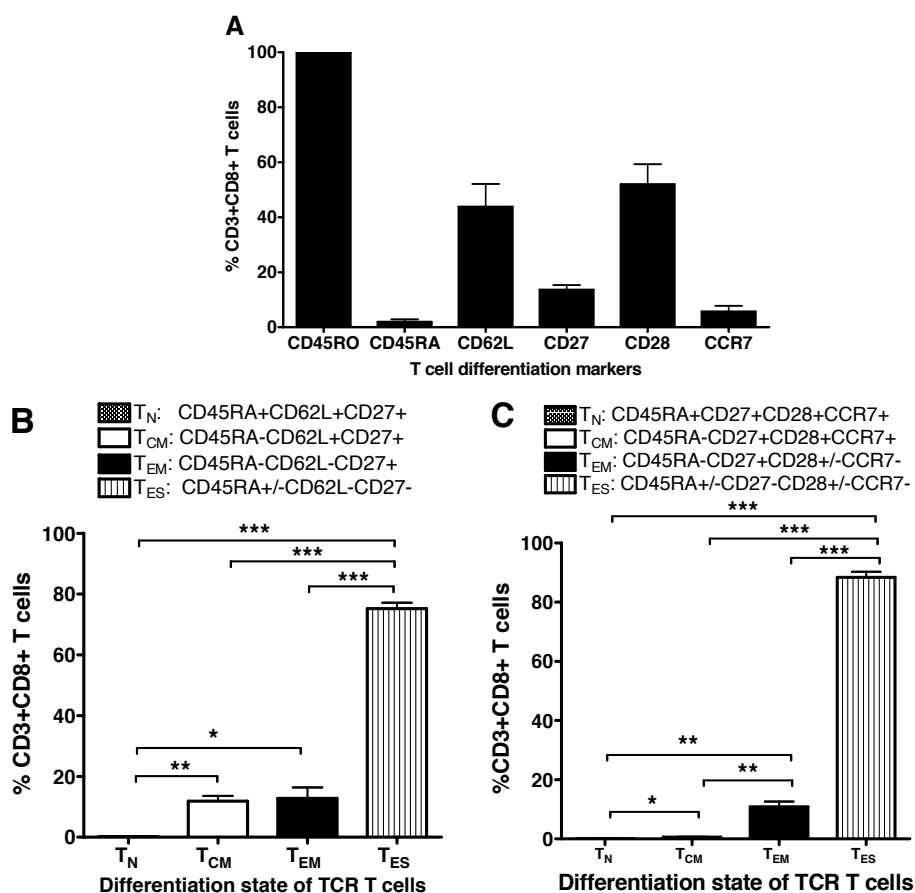 A
100
80
60
40
20
0
% CD3+CD8+ T cells
CD45RO CD45RA CD62L CD27 CD28 CCR7
T cell differentiation markers
B
TN: CD45RA+CD62L+CD27+
TCM: CD45RA-CD62L+CD27+
TEM: CD45RA-CD62L-CD27+
TES: CD45RA+/-CD62L-CD27-
100
80
60
40
20
0
% CD3+CD8+ T cells
***
***
***
*
**
TN TCM TEM TES
Differentiation state of TCR T cells
C
TN: CD45RA+CD27+CD28+CCR7+
TCM: CD45RA-CD27+CD28+CCR7+
TEM: CD45RA-CD27+CD28+/-CCR7-
TES: CD45RA+/-CD27-CD28+/-CCR7-
100
80
60
40
20
0
%CD3+CD8+ T cells
***
***
***
**
**
*
TN TCM TEM TES
Differentiation state of TCR T cells